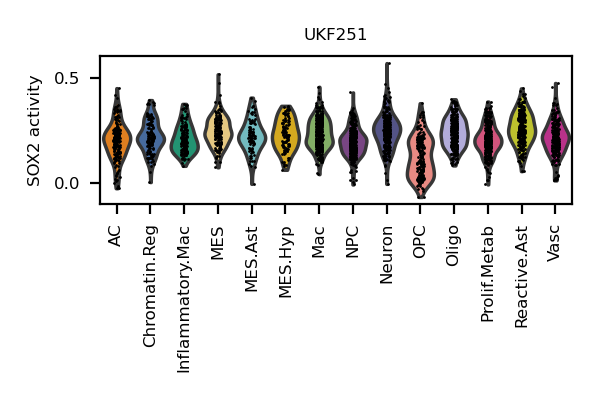 UKF251
SOX2 activity
0.5
0.0
AC
Chromatin.Reg
Inflammatory.Mac
MES
MES.Ast
MES.Hyp
Mac
NPC
Neuron
OPC
Oligo
Prolif.Metab
Reactive.Ast
Vasc